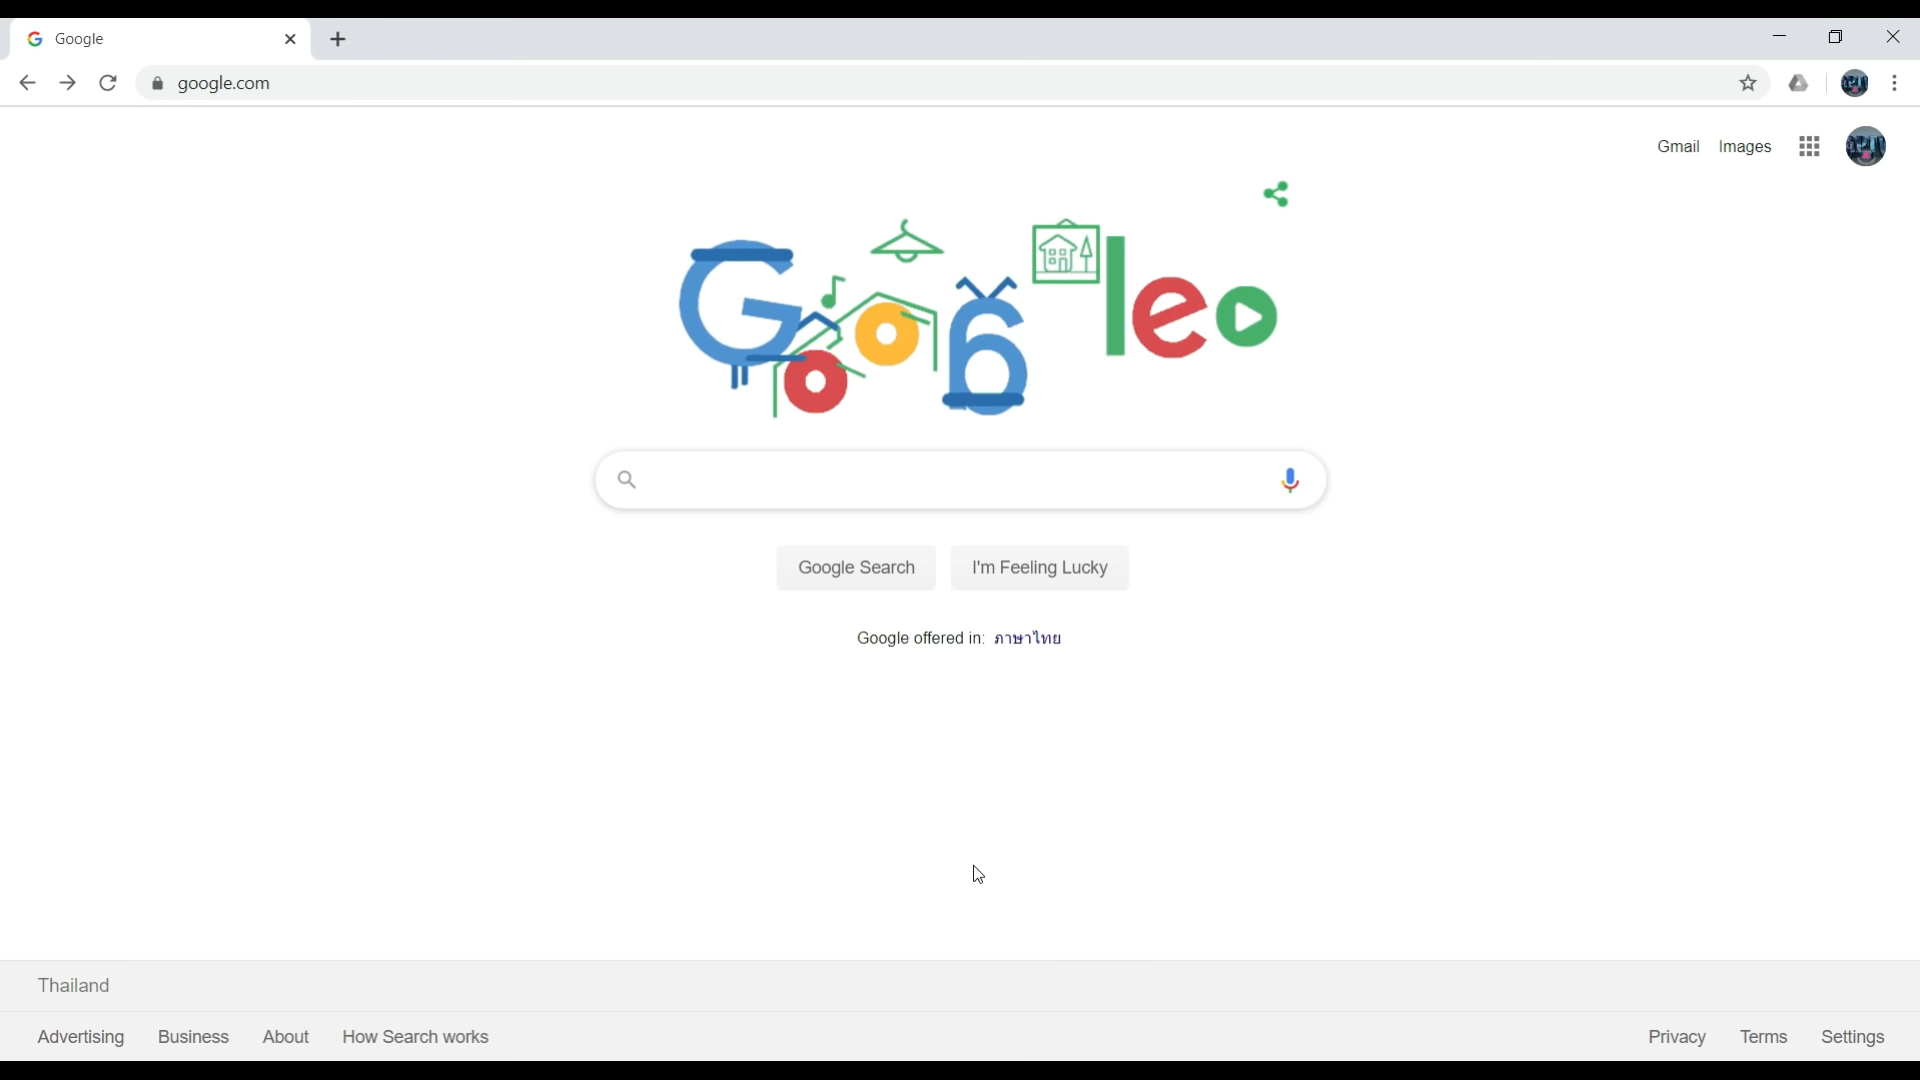 Google
google.com
Gmail Images
Google
Google Search I'm Feeling Lucky
Google offered in: ภาษาไทย
Thailand
Advertising Business About How Search works Privacy Terms Settings